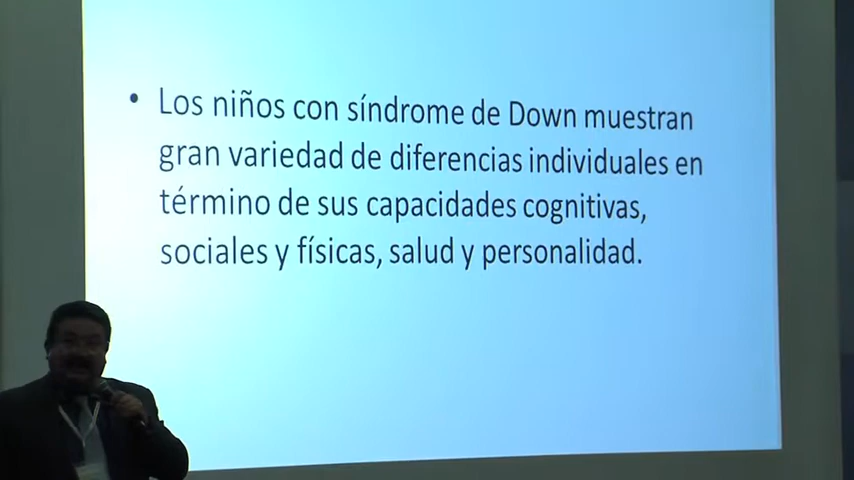 • Los niños con síndrome de Down muestran
gran variedad de diferencias individuales en
término de sus capacidades cognitivas,
sociales y físicas, salud y personalidad.